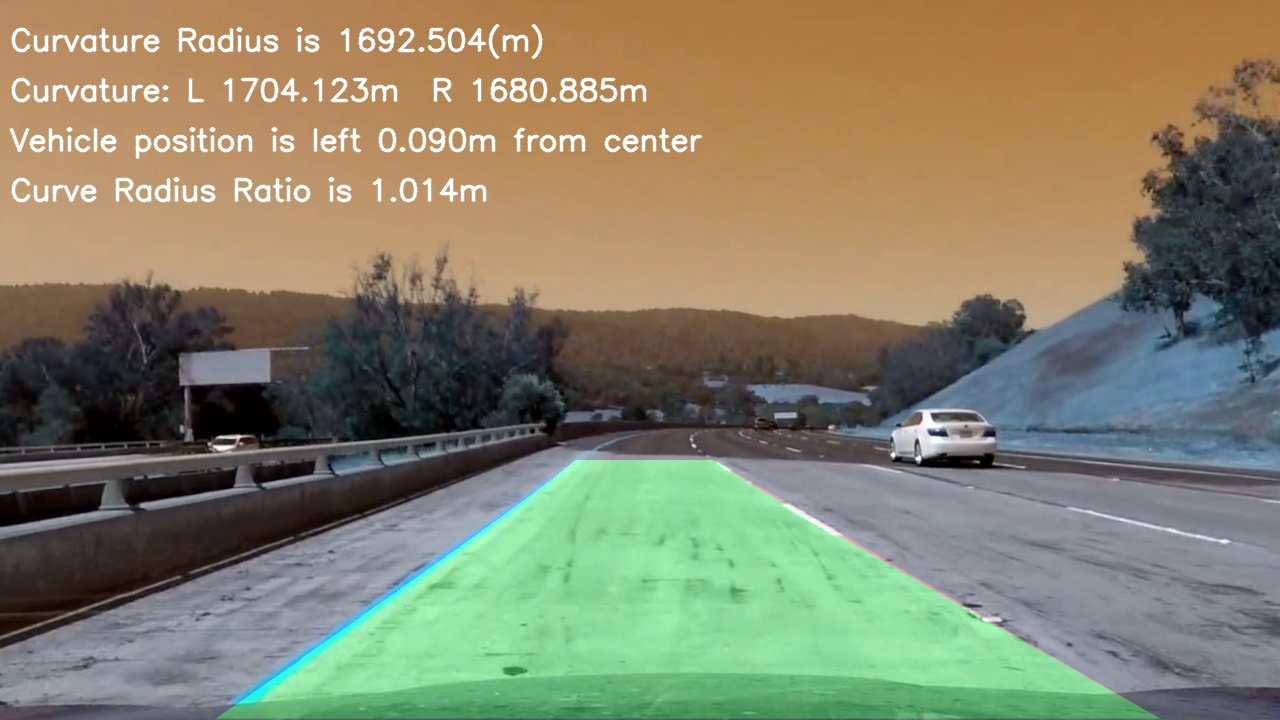 Curvature Radius is 1692.504(m)
Curvature: L 1704.123m R 1680.885m
Vehicle position is left 0.090m from center
Curve Radius Ratio is 1.014m